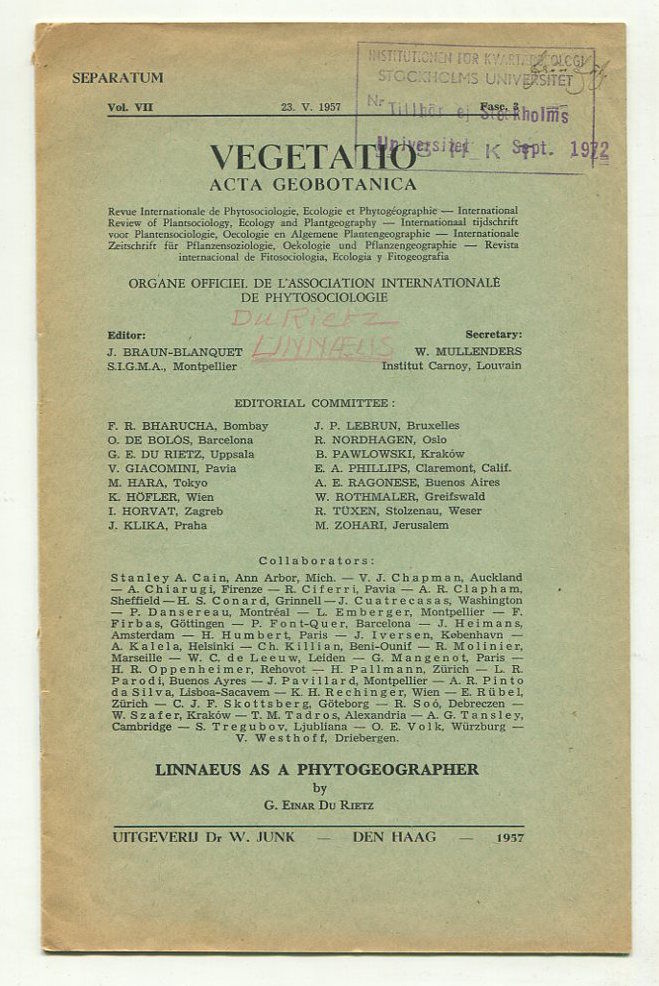 SEPARATUM
INSTITUTIONEN FÖR KVARTÄRGEOLOGI
STOCKHOLMS UNIVERSITET
Nr
Tillhör ej Stockholms
Universitet Sept. 1972
Vol. VII 23. V. 1957 Fasc. 3
VEGETATIO
ACTA GEOBOTANICA
Revue Internationale de Phytosociologie, Ecologie et Phytogéographie — International
Review of Plantsociology, Ecology and Plantgeography — Internationaal tijdschrift
voor Plantensociologie, Oecologie en Algemene Plantengeographie — Internationale
Zeitschrift für Pflanzensoziologie, Oekologie und Pflanzengeographie — Revista
internacional de Fitosociologia, Ecologia y Fitogeografia
ORGANE OFFICIEL DE L'ASSOCIATION INTERNATIONALE
DE PHYTOSOCIOLOGIE
Du Rietz
LINNÆUS
Editor: Secretary:
J. BRAUN-BLANQUET W. MULLENDERS
S.I.G.M.A., Montpellier Institut Carnoy, Louvain
EDITORIAL COMMITTEE :
F. R. BHARUCHA, Bombay J. P. LEBRUN, Bruxelles
O. DE BOLÒS, Barcelona R. NORDHAGEN, Oslo
G. E. DU RIETZ, Uppsala B. PAWLOWSKI, Kraków
V. GIACOMINI, Pavia E. A. PHILLIPS, Claremont, Calif.
M. HARA, Tokyo A. E. RAGONESE, Buenos Aires
K. HÖFLER, Wien W. ROTHMALER, Greifswald
I. HORVAT, Zagreb R. TÜXEN, Stolzenau, Weser
J. KLIKA, Praha M. ZOHARI, Jerusalem
Collaborators:
Stanley A. Cain, Ann Arbor, Mich. — V. J. Chapman, Auckland
— A. Chiarugi, Firenze — R. Ciferri, Pavia — A. R. Clapham,
Sheffield — H. S. Conard, Grinnell — J. Cuatrecasas, Washington
— P. Dansereau, Montréal — L. Emberger, Montpellier — F.
Firbas, Göttingen — P. Font-Quer, Barcelona — J. Heimans,
Amsterdam — H. Humbert, Paris — J. Iversen, København —
A. Kalela, Helsinki — Ch. Killian, Beni-Ounif — R. Molinier,
Marseille — W. C. de Leeuw, Leiden — G. Mangenot, Paris —
H. R. Oppenheimer, Rehovot — H. Pallmann, Zürich — L. R.
Parodi, Buenos Ayres — J. Pavillard, Montpellier — A. R. Pinto
da Silva, Lisboa-Sacavem — K. H. Rechinger, Wien — E. Rübel,
Zürich — C. J. F. Skottsberg, Göteborg — R. Soó, Debreczen —
W. Szafer, Kraków — T. M. Tadros, Alexandria — A. G. Tansley,
Cambridge — S. Tregubov, Ljubliana — O. E. Volk, Würzburg —
V. Westhoff, Driebergen.
LINNAEUS AS A PHYTOGEOGRAPHER
by
G. EINAR DU RIETZ
UITGEVERIJ Dr W. JUNK — DEN HAAG — 1957